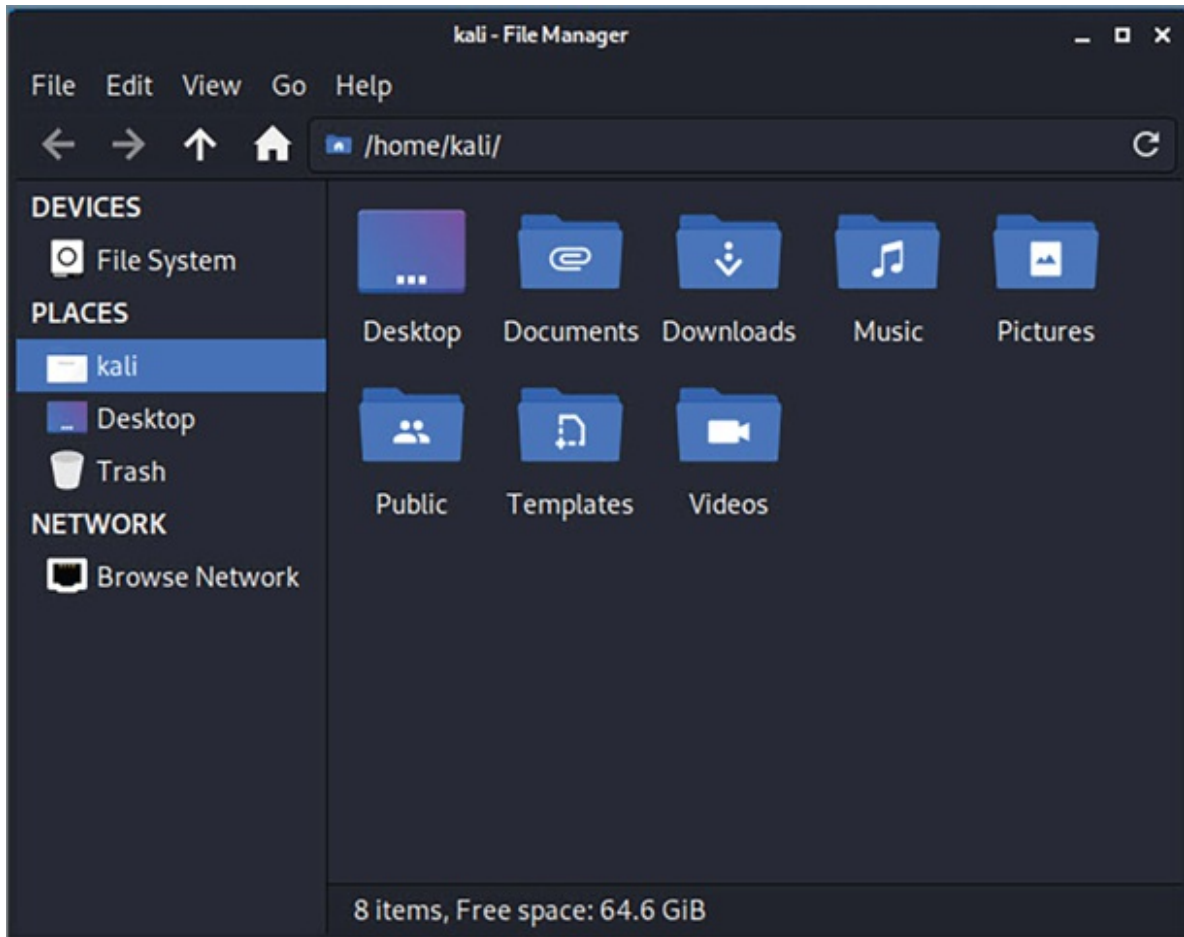 kali - File Manager
File Edit View Go Help
/home/kali/
DEVICES
File System
PLACES
kali
Desktop
Trash
NETWORK
Browse Network
Desktop Documents Downloads Music Pictures
Public Templates Videos
8 items, Free space: 64.6 GiB